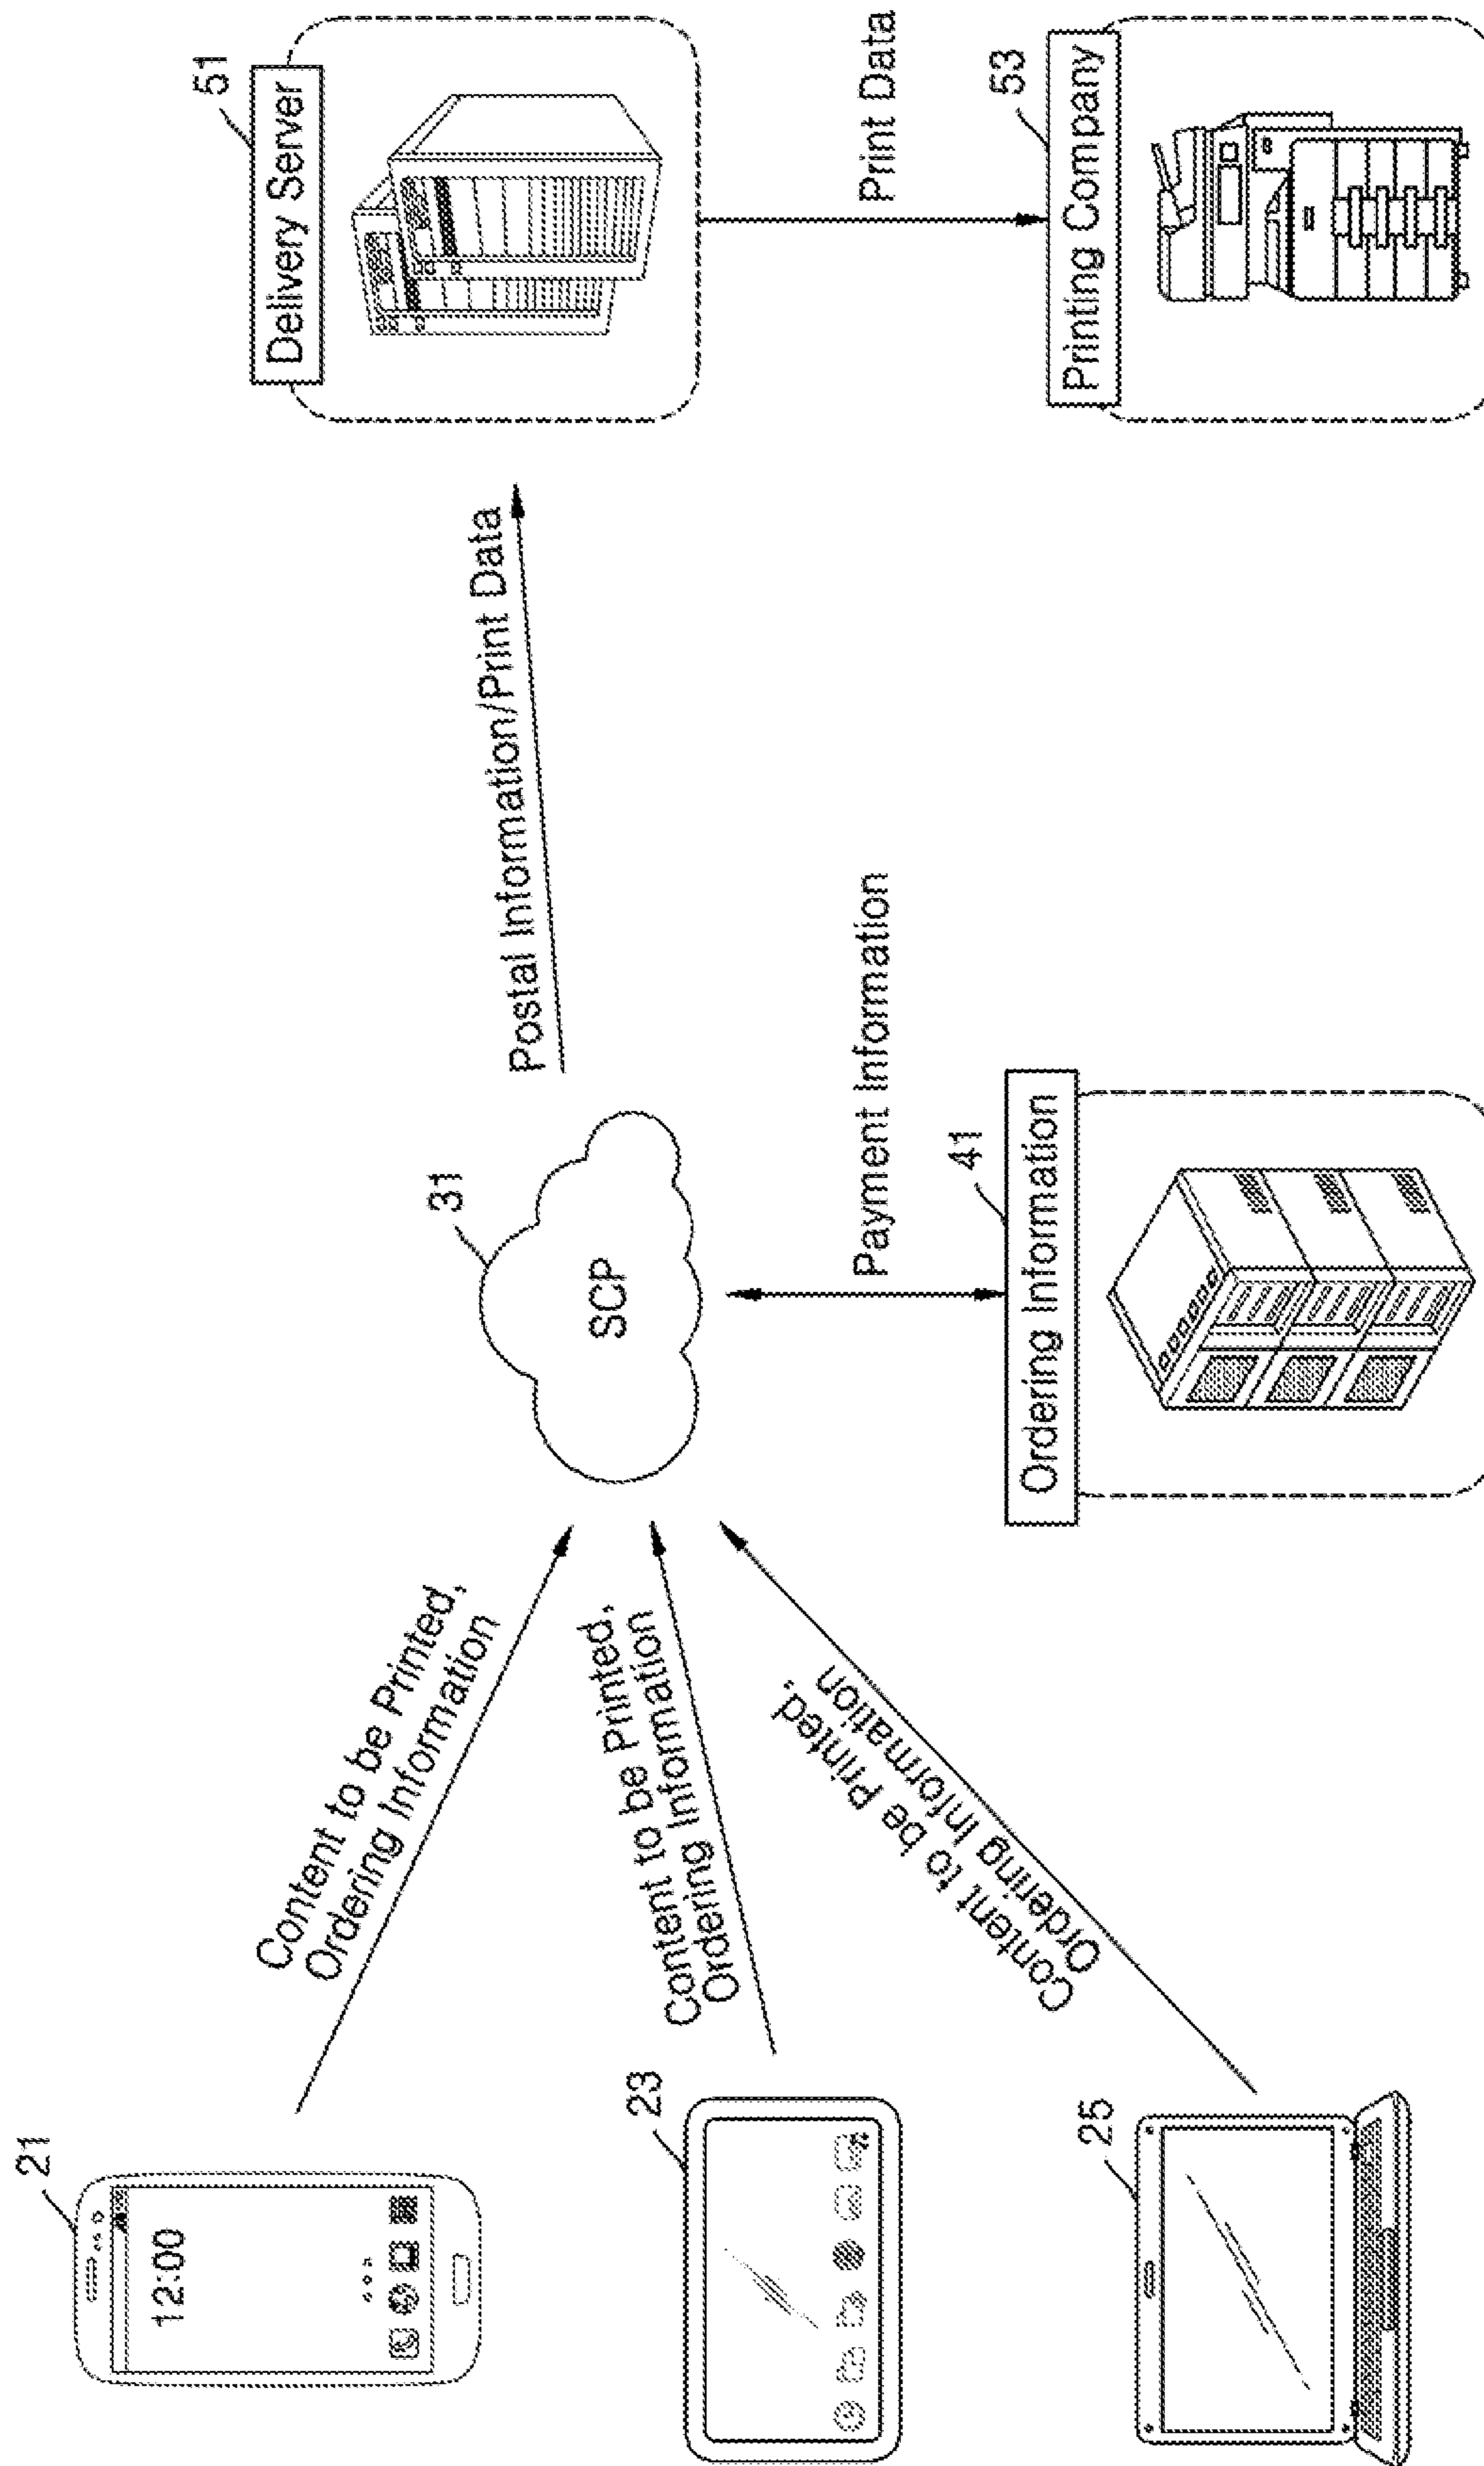 21
12:00
Content to be Printed,
Ordering Information
23
Content to be Printed,
Ordering Information
25
Content to be Printed,
Ordering Information
31
SCP
Payment Information
41
Ordering Information
Postal Information/Print Data
51
Delivery Server
Print Data
53
Printing Company